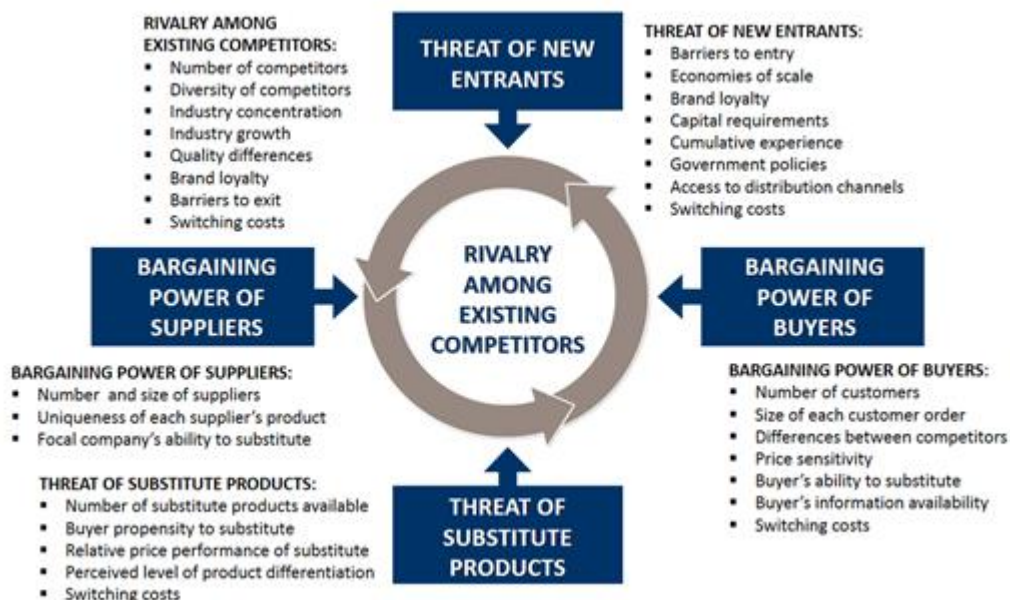 RIVALRY AMONG
EXISTING COMPETITORS:
▪ Number of competitors
▪ Diversity of competitors
▪ Industry concentration
▪ Industry growth
▪ Quality differences
▪ Brand loyalty
▪ Barriers to exit
▪ Switching costs
THREAT OF NEW
ENTRANTS
THREAT OF NEW ENTRANTS:
▪ Barriers to entry
▪ Economies of scale
▪ Brand loyalty
▪ Capital requirements
▪ Cumulative experience
▪ Government policies
▪ Access to distribution channels
▪ Switching costs
BARGAINING
POWER OF
SUPPLIERS
RIVALRY
AMONG
EXISTING
COMPETITORS
BARGAINING
POWER OF
BUYERS
BARGAINING POWER OF SUPPLIERS:
▪ Number and size of suppliers
▪ Uniqueness of each supplier's product
▪ Focal company's ability to substitute
BARGAINING POWER OF BUYERS:
▪ Number of customers
▪ Size of each customer order
▪ Differences between competitors
▪ Price sensitivity
▪ Buyer's ability to substitute
▪ Buyer's information availability
▪ Switching costs
THREAT OF SUBSTITUTE PRODUCTS:
▪ Number of substitute products available
▪ Buyer propensity to substitute
▪ Relative price performance of substitute
▪ Perceived level of product differentiation
▪ Switching costs
THREAT OF
SUBSTITUTE
PRODUCTS